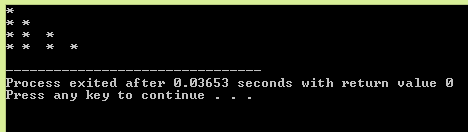 *
* *
* *  *
* *  *  *
--------------------------------
Process exited after 0.03653 seconds with return value 0
Press any key to continue . . .